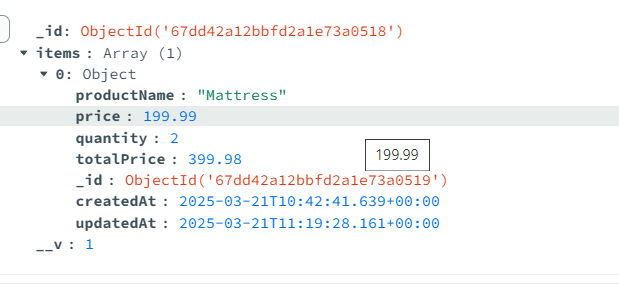 _id: ObjectId('67dd42a12bbfd2a1e73a0518')
items : Array (1)
0: Object
productName : "Mattress"
price : 199.99
quantity : 2
totalPrice : 399.98
199.99
_id : ObjectId('67dd42a12bbfd2a1e73a0519')
createdAt : 2025-03-21T10:42:41.639+00:00
updatedAt : 2025-03-21T11:19:28.161+00:00
__v : 1